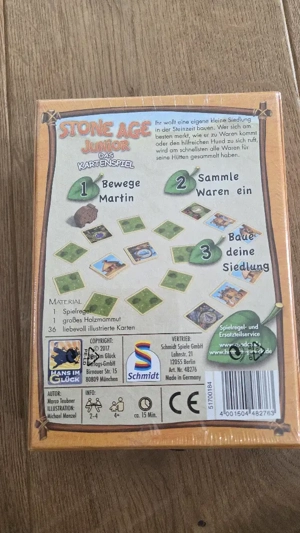 STONE AGE
JUNIOR
DAS
KARTENSPIEL
Ihr wollt eine eigene kleine Siedlung
in der Steinzeit bauen. Wer sich am
besten merkt, wie er zu Waren kommt
oder den hilfreichen Hund zu sich ruft,
wird am schnellsten alle Waren für
seine Hütten gesammelt haben.
1 Bewege
Martin
2 Sammle
Waren ein
3 Baue
deine
Siedlung
MATERIAL
1 Spielregel
1 großes Holzmammut
36 liebevoll illustrierte Karten
Spielregel- und
Ersatzteilservice
HANS IM
GLÜCK
COPYRIGHT:
2017
Hans im Glück
Verlags-GmbH
Birnauer Str. 15
80809 München
Schmidt
VERTRIEB
Schmidt Spiele GmbH
Lahnstr. 21
12055 Berlin
Art. Nr. 48276
Made in Germany
AUTOR:
Marco Teubner
ILLUSTRATION:
Michael Menzel
INFO:
2-4
6+
ca. 15 Min.
CE
51700184
4 001504 482763